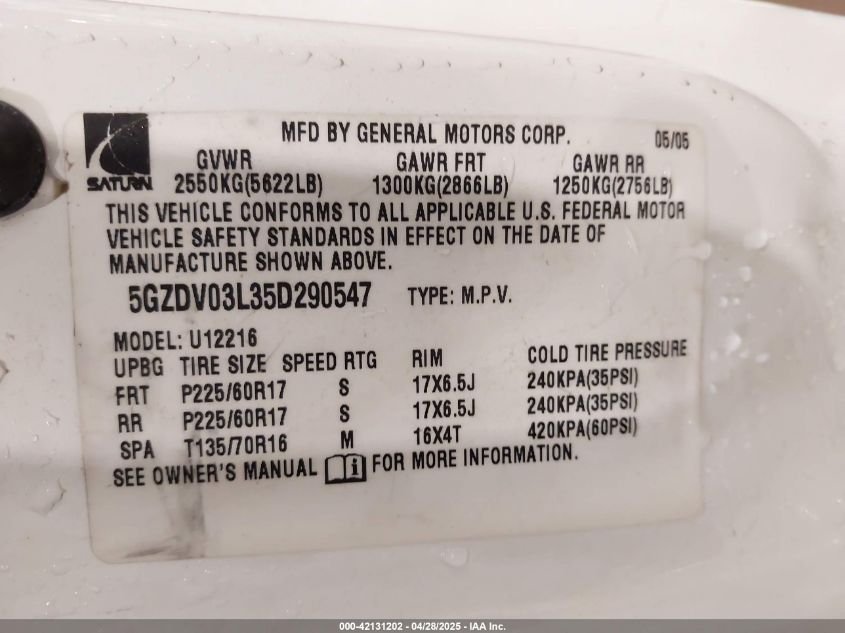 MFD BY GENERAL MOTORS CORP. 05/05
SATURN
GVWR GAWR FRT GAWR RR
2550KG(5622LB) 1300KG(2866LB) 1250KG(2756LB)
THIS VEHICLE CONFORMS TO ALL APPLICABLE U.S. FEDERAL MOTOR
VEHICLE SAFETY STANDARDS IN EFFECT ON THE DATE OF
MANUFACTURE SHOWN ABOVE.
5GZDV03L35D290547 TYPE: M.P.V.
MODEL: U12216
UPBG TIRE SIZE SPEED RTG RIM COLD TIRE PRESSURE
FRT P225/60R17 S 17X6.5J 240KPA(35PSI)
RR P225/60R17 S 17X6.5J 240KPA(35PSI)
SPA T135/70R16 M 16X4T 420KPA(60PSI)
SEE OWNER'S MANUAL i FOR MORE INFORMATION.
000-42131202 - 04/28/2025 - IAA Inc.